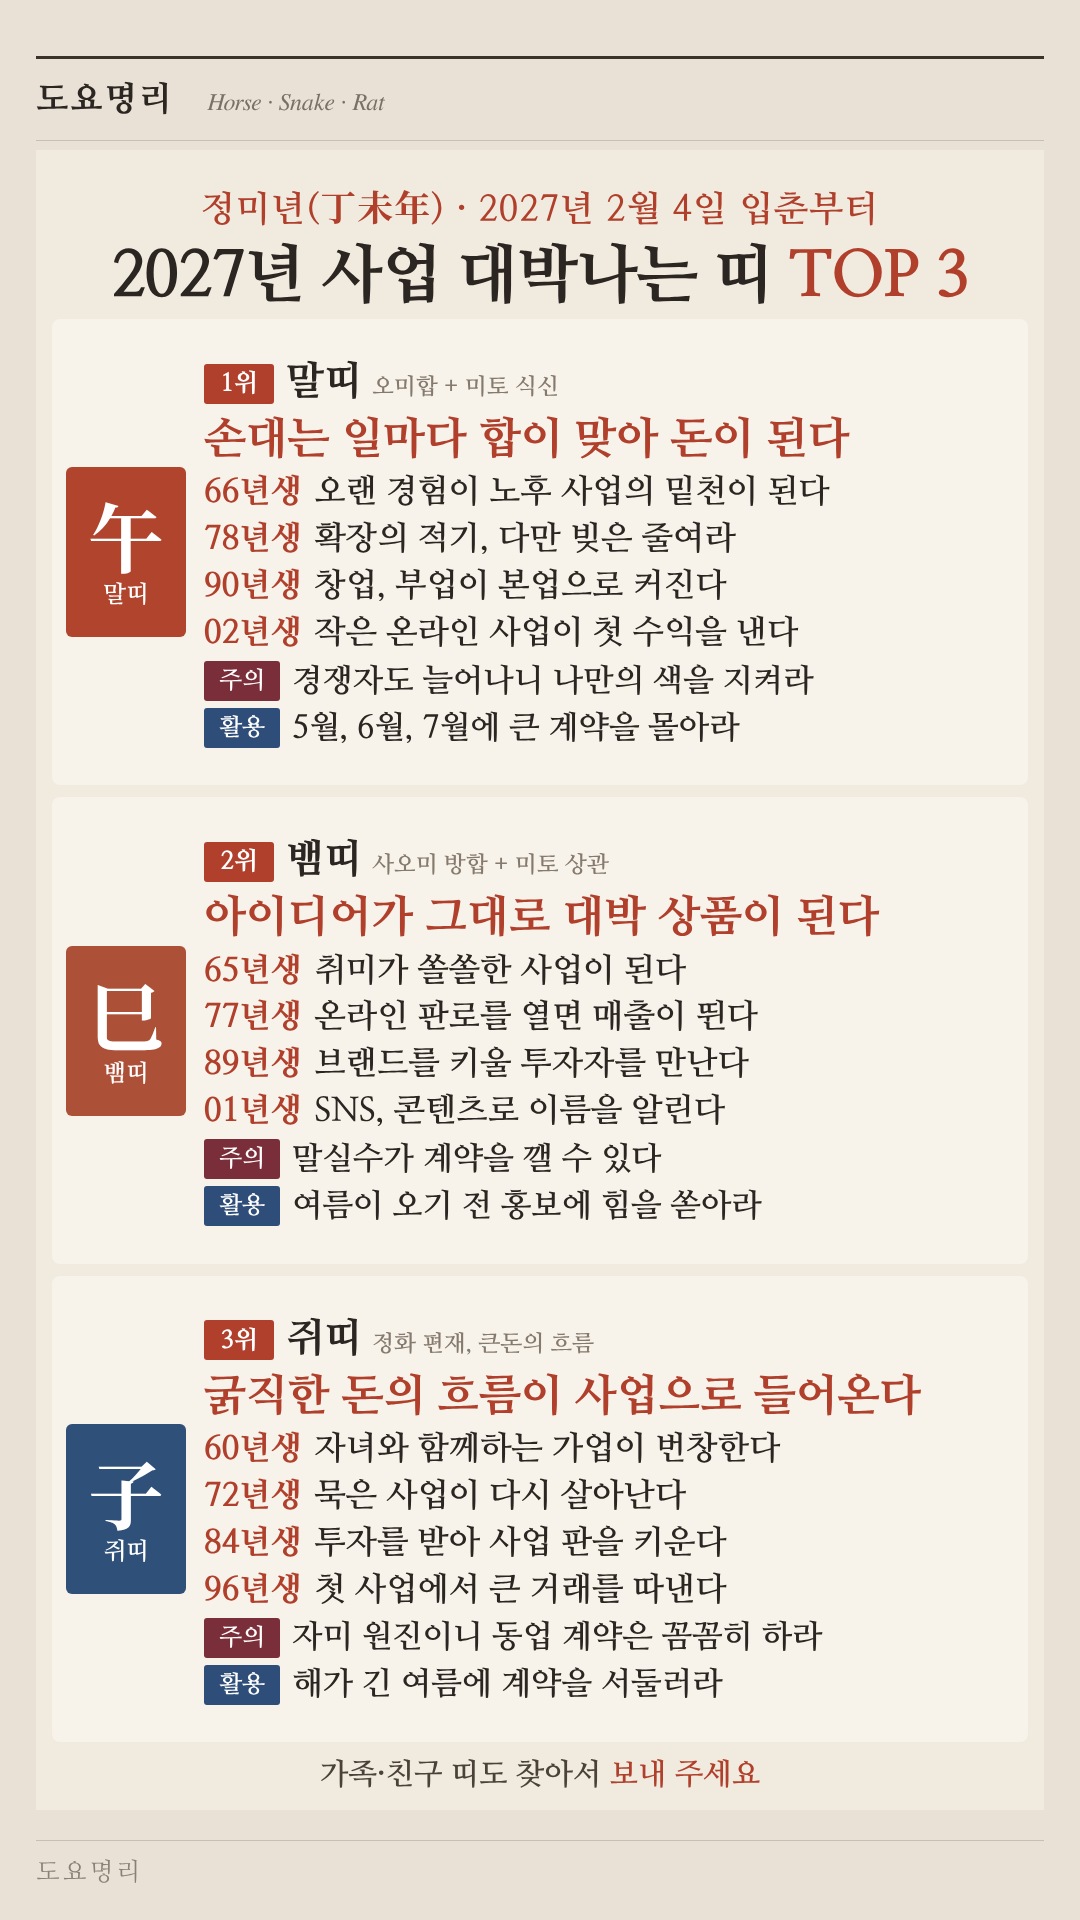 도요명리 Horse · Snake · Rat
정미년(丁未年) · 2027년 2월 4일 입춘부터
2027년 사업 대박나는 띠 TOP 3
午
말띠
1위 말띠 오미합 + 미토 식신
손대는 일마다 합이 맞아 돈이 된다
66년생 오랜 경험이 노후 사업의 밑천이 된다
78년생 확장의 적기, 다만 빚은 줄여라
90년생 창업, 부업이 본업으로 커진다
02년생 작은 온라인 사업이 첫 수익을 낸다
주의 경쟁자도 늘어나니 나만의 색을 지켜라
활용 5월, 6월, 7월에 큰 계약을 몰아라
巳
뱀띠
2위 뱀띠 사오미 방합 + 미토 상관
아이디어가 그대로 대박 상품이 된다
65년생 취미가 쏠쏠한 사업이 된다
77년생 온라인 판로를 열면 매출이 뛴다
89년생 브랜드를 키울 투자자를 만난다
01년생 SNS, 콘텐츠로 이름을 알린다
주의 말실수가 계약을 깰 수 있다
활용 여름이 오기 전 홍보에 힘을 쏟아라
子
쥐띠
3위 쥐띠 정화 편재, 큰돈의 흐름
굵직한 돈의 흐름이 사업으로 들어온다
60년생 자녀와 함께하는 가업이 번창한다
72년생 묵은 사업이 다시 살아난다
84년생 투자를 받아 사업 판을 키운다
96년생 첫 사업에서 큰 거래를 따낸다
주의 자미 원진이니 동업 계약은 꼼꼼히 하라
활용 해가 긴 여름에 계약을 서둘러라
가족·친구 띠도 찾아서 보내 주세요
도요명리